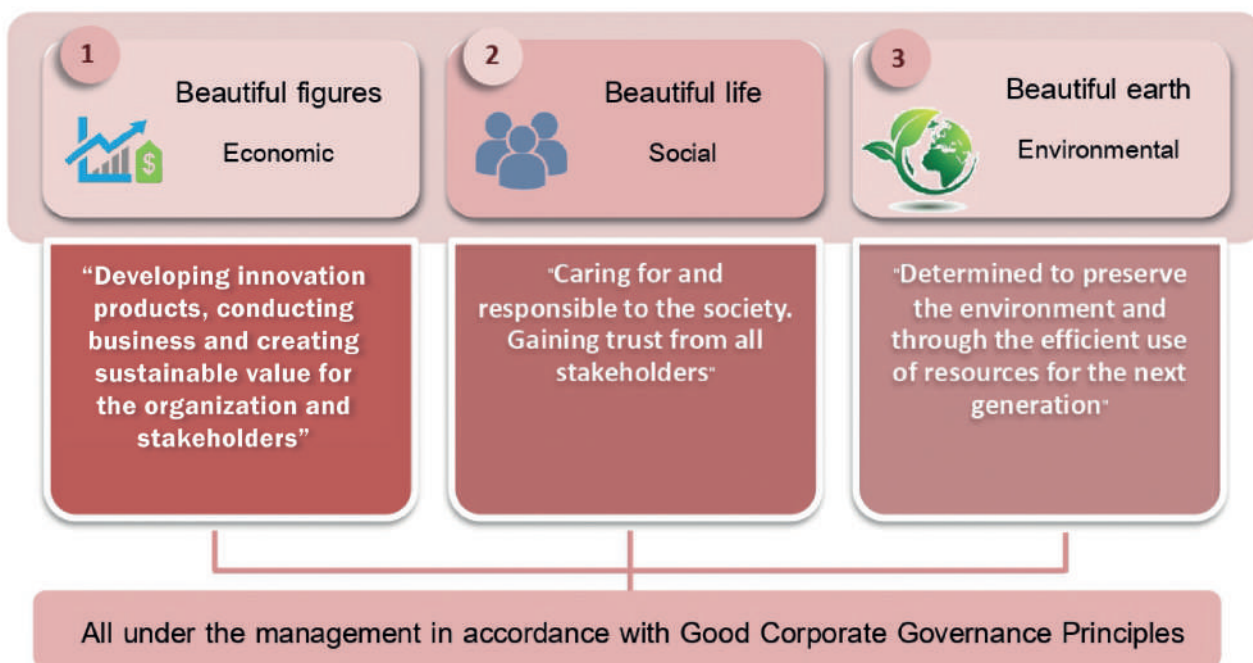 1
Beautiful figures
Economic
"Developing innovation
products, conducting
business and creating
sustainable value for
the organization and
stakeholders"
2
Beautiful life
Social
"Caring for and
responsible to the society.
Gaining trust from all
stakeholders"
3
Beautiful earth
Environmental
"Determined to preserve
the environment and
through the efficient use
of resources for the next
generation"
All under the management in accordance with Good Corporate Governance Principles